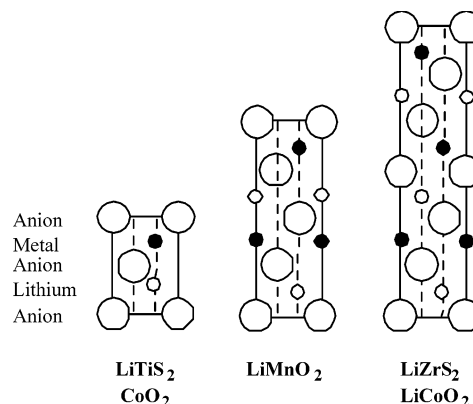 Anion
Metal
Anion
Lithium
Anion
LiTiS2 LiMnO2 LiZrS2
CoO2 LiCoO2